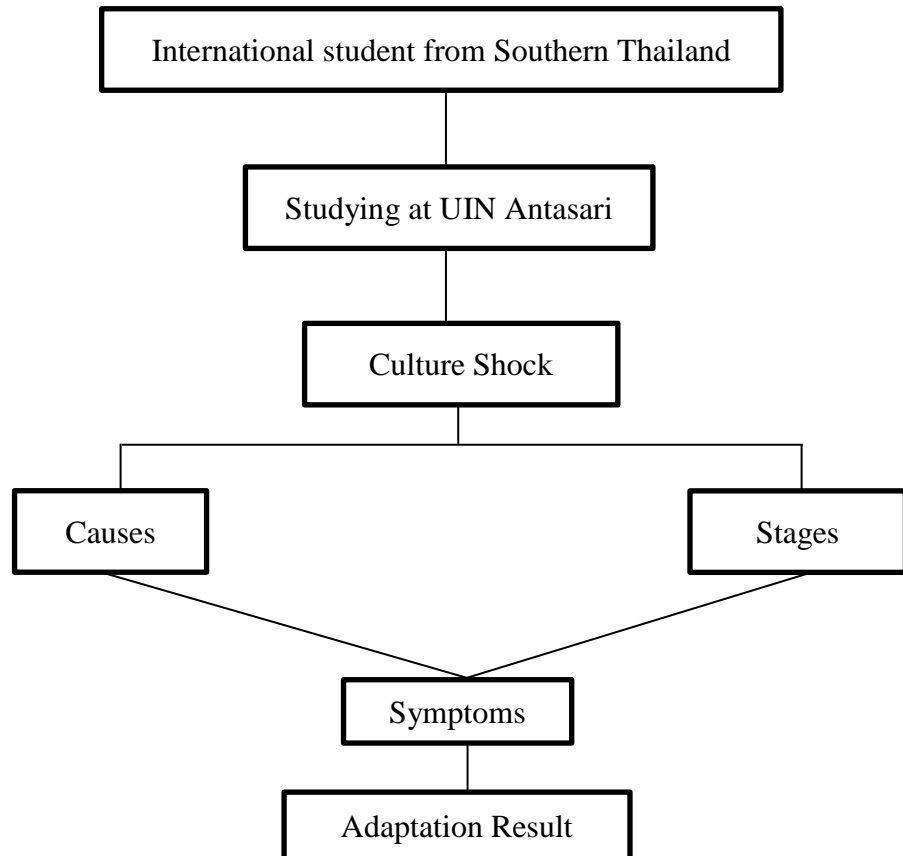 International student from Southern Thailand
Studying at UIN Antasari
Culture Shock
Causes
Stages
Symptoms
Adaptation Result